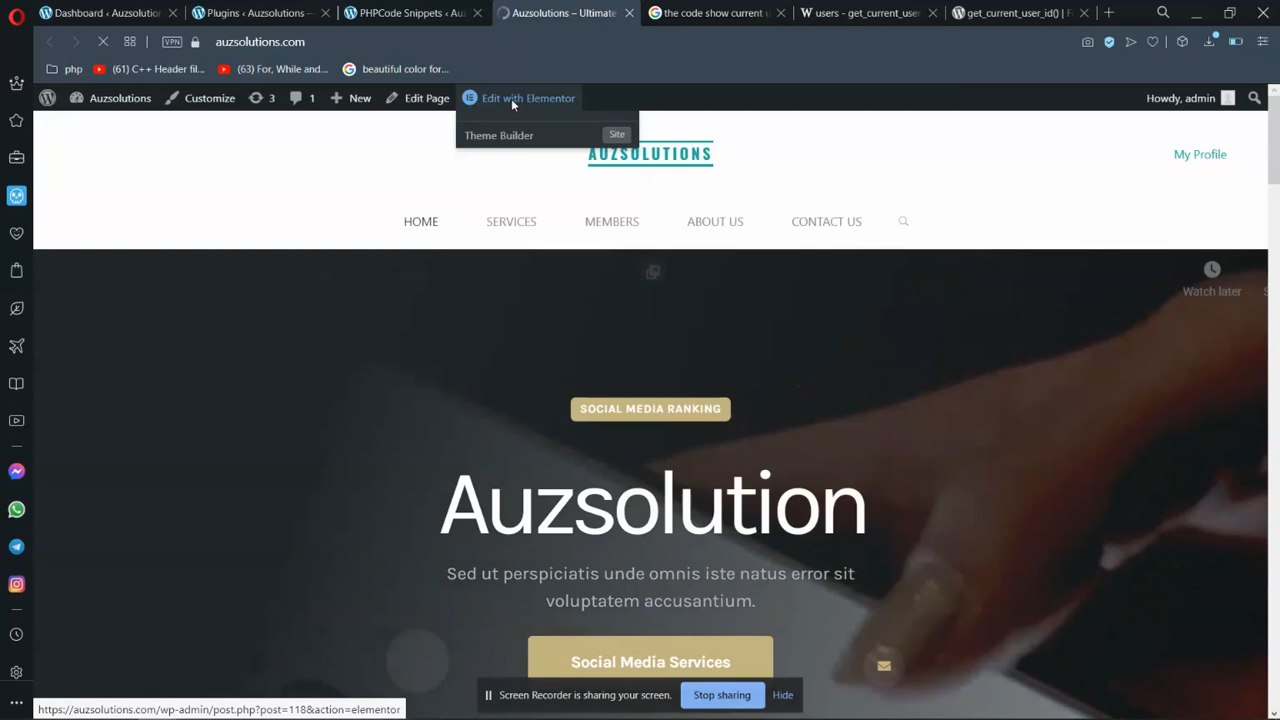 Dashboard ‹ Auzsolution
Plugins ‹ Auzsolutions –
PHPCode Snippets ‹ Au
Auzsolutions – Ultimate
the code show current u
users - get_current_use
get_current_user_id() | F
VPN
auzsolutions.com
php
(61) C++ Header fil...
(63) For, While and...
beautiful color for...
Auzsolutions
Customize
3
1
New
Edit Page
Edit with Elementor
Howdy, admin
Theme Builder
Site
AUZSOLUTIONS
My Profile
HOME
SERVICES
MEMBERS
ABOUT US
CONTACT US
Watch later
SOCIAL MEDIA RANKING
Auzsolution
Sed ut perspiciatis unde omnis iste natus error sit
voluptatem accusantium.
Social Media Services
Screen Recorder is sharing your screen.
Stop sharing
Hide
https://auzsolutions.com/wp-admin/post.php?post=118&action=elementor